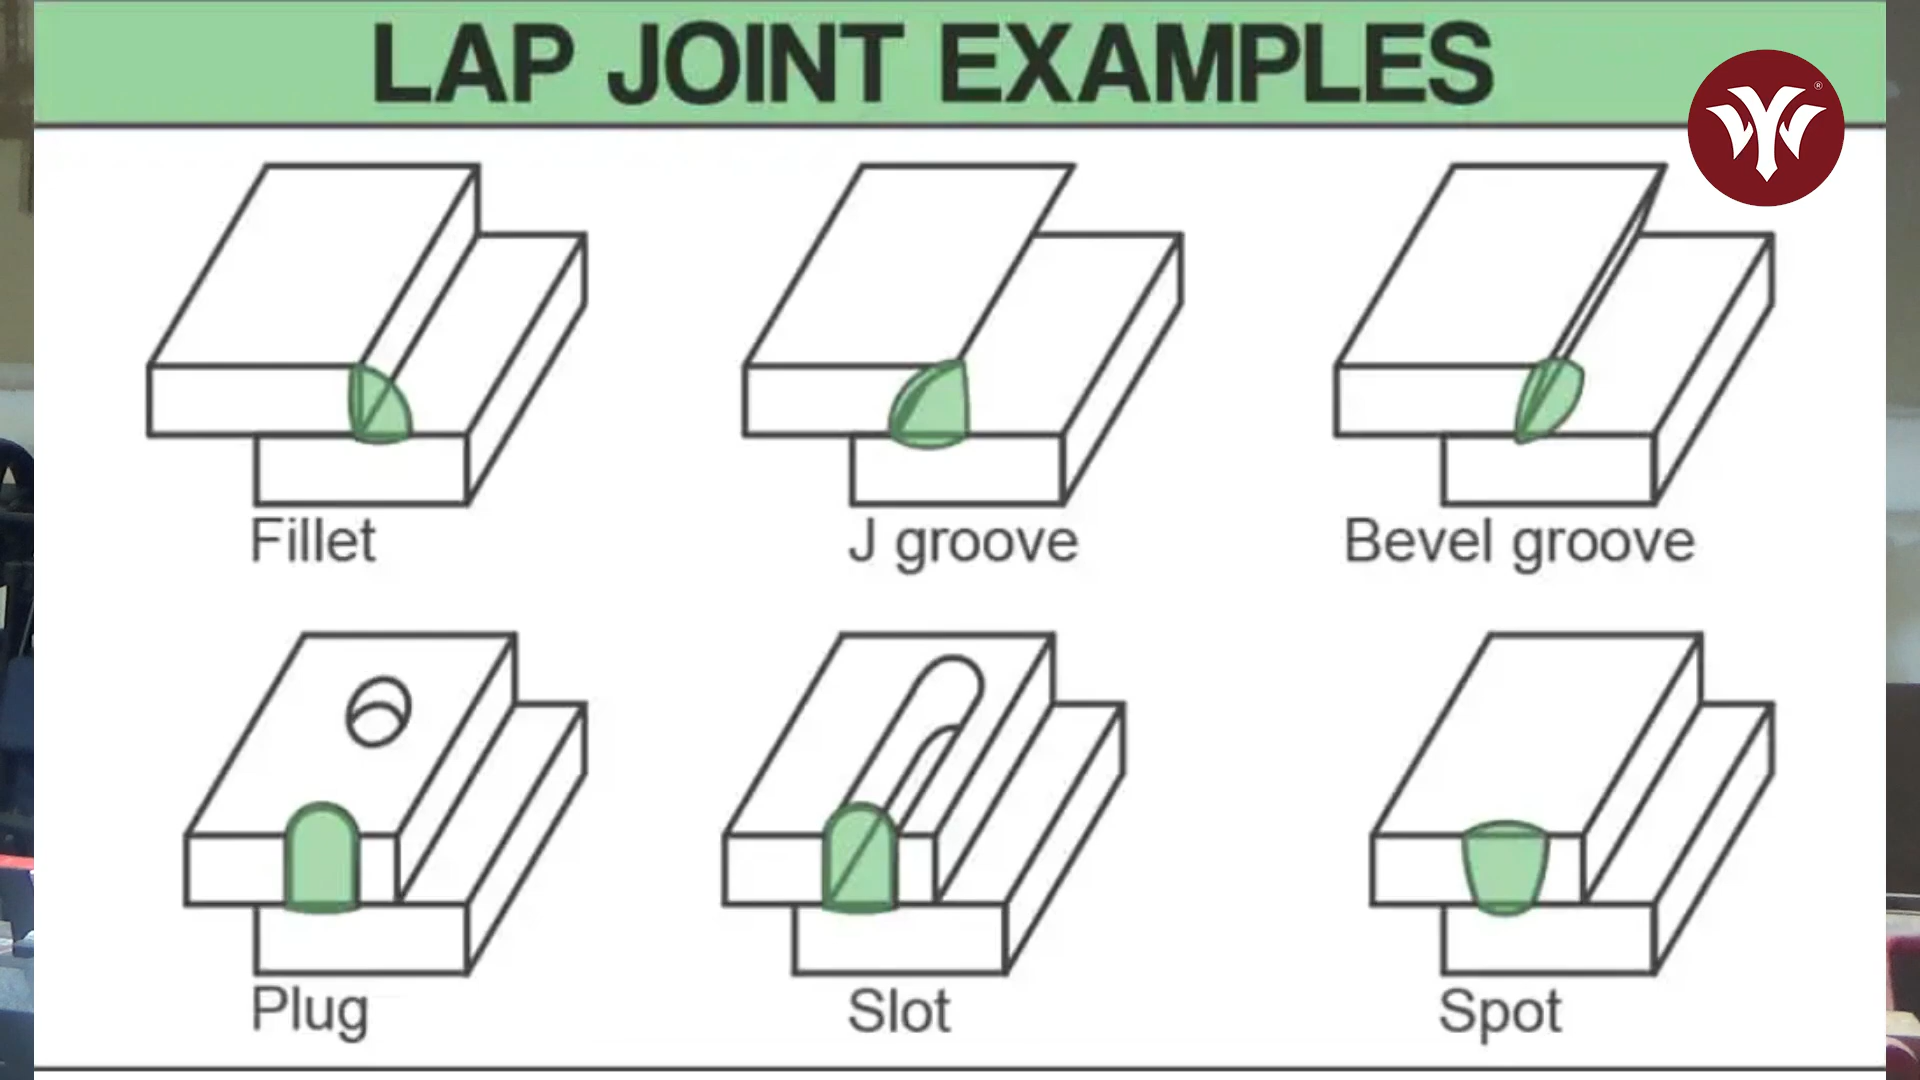 LAP JOINT EXAMPLES
®
Fillet
J groove
Bevel groove
Plug
Slot
Spot